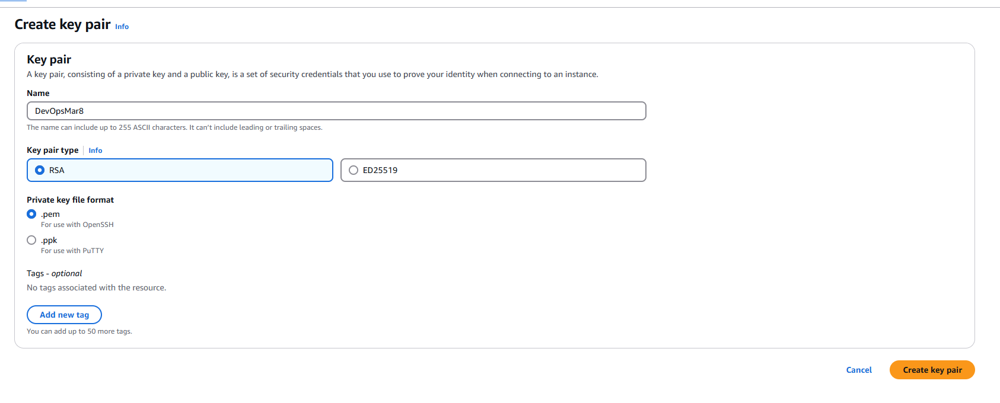 Create key pair Info
Key pair
A key pair, consisting of a private key and a public key, is a set of security credentials that you use to prove your identity when connecting to an instance.
Name
DevOpsMar8
The name can include up to 255 ASCII characters. It can't include leading or trailing spaces.
Key pair type Info
RSA ED25519
Private key file format
.pem
For use with OpenSSH
.ppk
For use with PuTTY
Tags - optional
No tags associated with the resource.
Add new tag
You can add up to 50 more tags.
Cancel Create key pair